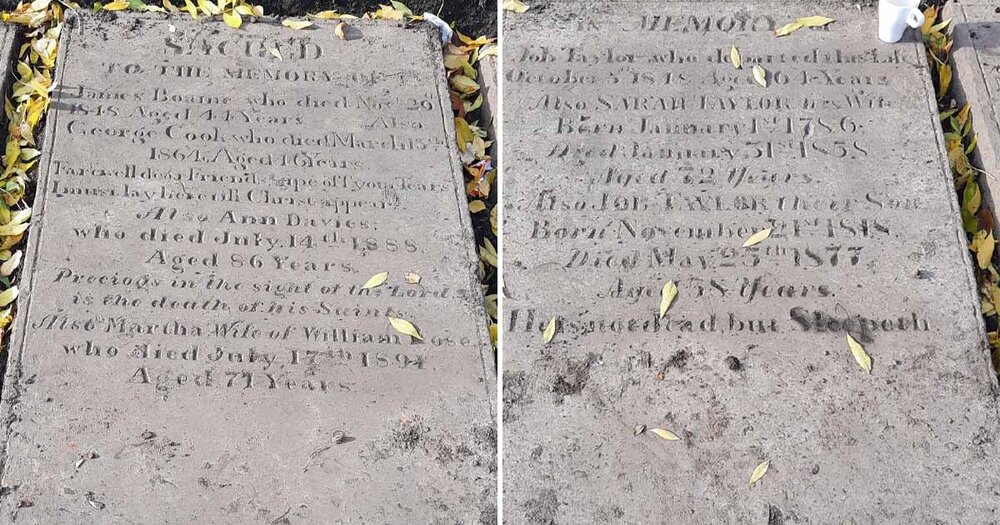 SACRED
TO THE MEMORY OF
James Boame who died Novr 29
1848 Aged 44 Years Also
George Cook who died March 15th
1864, Aged 46 Years
Farewell dear Friends wipe off your Tears
I must lay here till Christ appear
Also ANN DAVIES;
who died July, 14th 1888.
Aged 86 Years.
Precious in the sight of the Lord
is the death of his Saints.
Also Martha Wife of William
who died July 17th 1894
Aged 71 Years.
IN MEMORY of
Job Taylor who departed this life
October 5th 1848 Aged 64 Years
Also SARAH TAYLOR his Wife
Born January 1st 1786.
Died January 31st 1858.
Aged 72 Years.
Also JOB TAYLOR their Son
Born November 21st 1818.
Died May 25th 1877
Aged 58 Years.
He is not dead, but Sleepeth